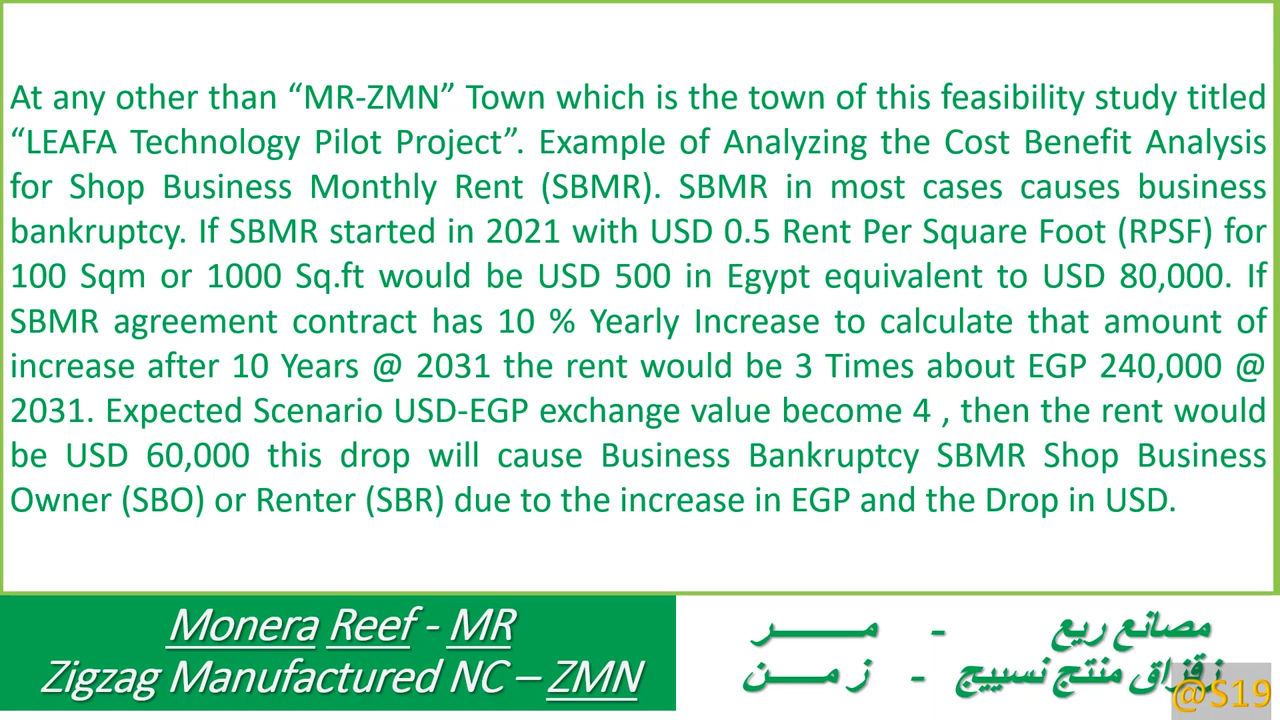 At any other than “MR-ZMN” Town which is the town of this feasibility study titled
“LEAFA Technology Pilot Project”. Example of Analyzing the Cost Benefit Analysis
for Shop Business Monthly Rent (SBMR). SBMR in most cases causes business
bankruptcy. If SBMR started in 2021 with USD 0.5 Rent Per Square Foot (RPSF) for
100 Sqm or 1000 Sq.ft would be USD 500 in Egypt equivalent to USD 80,000. If
SBMR agreement contract has 10 % Yearly Increase to calculate that amount of
increase after 10 Years @ 2031 the rent would be 3 Times about EGP 240,000 @
2031. Expected Scenario USD-EGP exchange value become 4 , then the rent would
be USD 60,000 this drop will cause Business Bankruptcy SBMR Shop Business
Owner (SBO) or Renter (SBR) due to the increase in EGP and the Drop in USD.
Monera Reef - MR
Zigzag Manufactured NC – ZMN
مصانع ريع - مـــــر
زقزاق منتج نسييج - ز مـــن
@S19